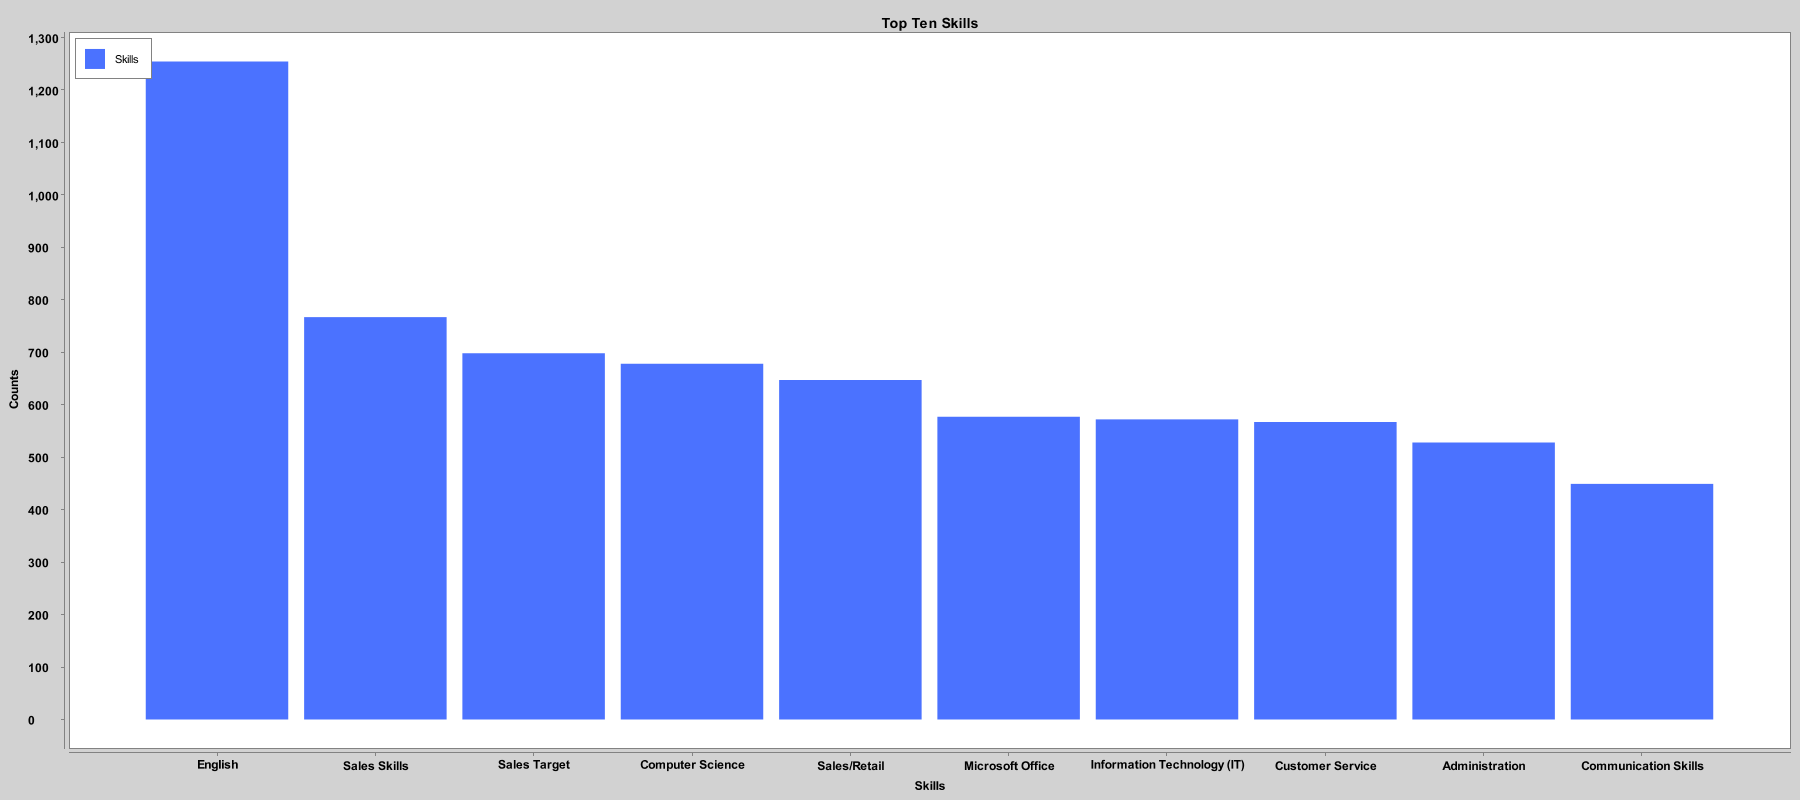 Top Ten Skills
1,300
1,200
1,100
1,000
900
800
700
600
500
400
300
200
100
0
Counts
Skills
English
Sales Skills
Sales Target
Computer Science
Sales/Retail
Microsoft Office
Information Technology (IT)
Customer Service
Administration
Communication Skills
Skills